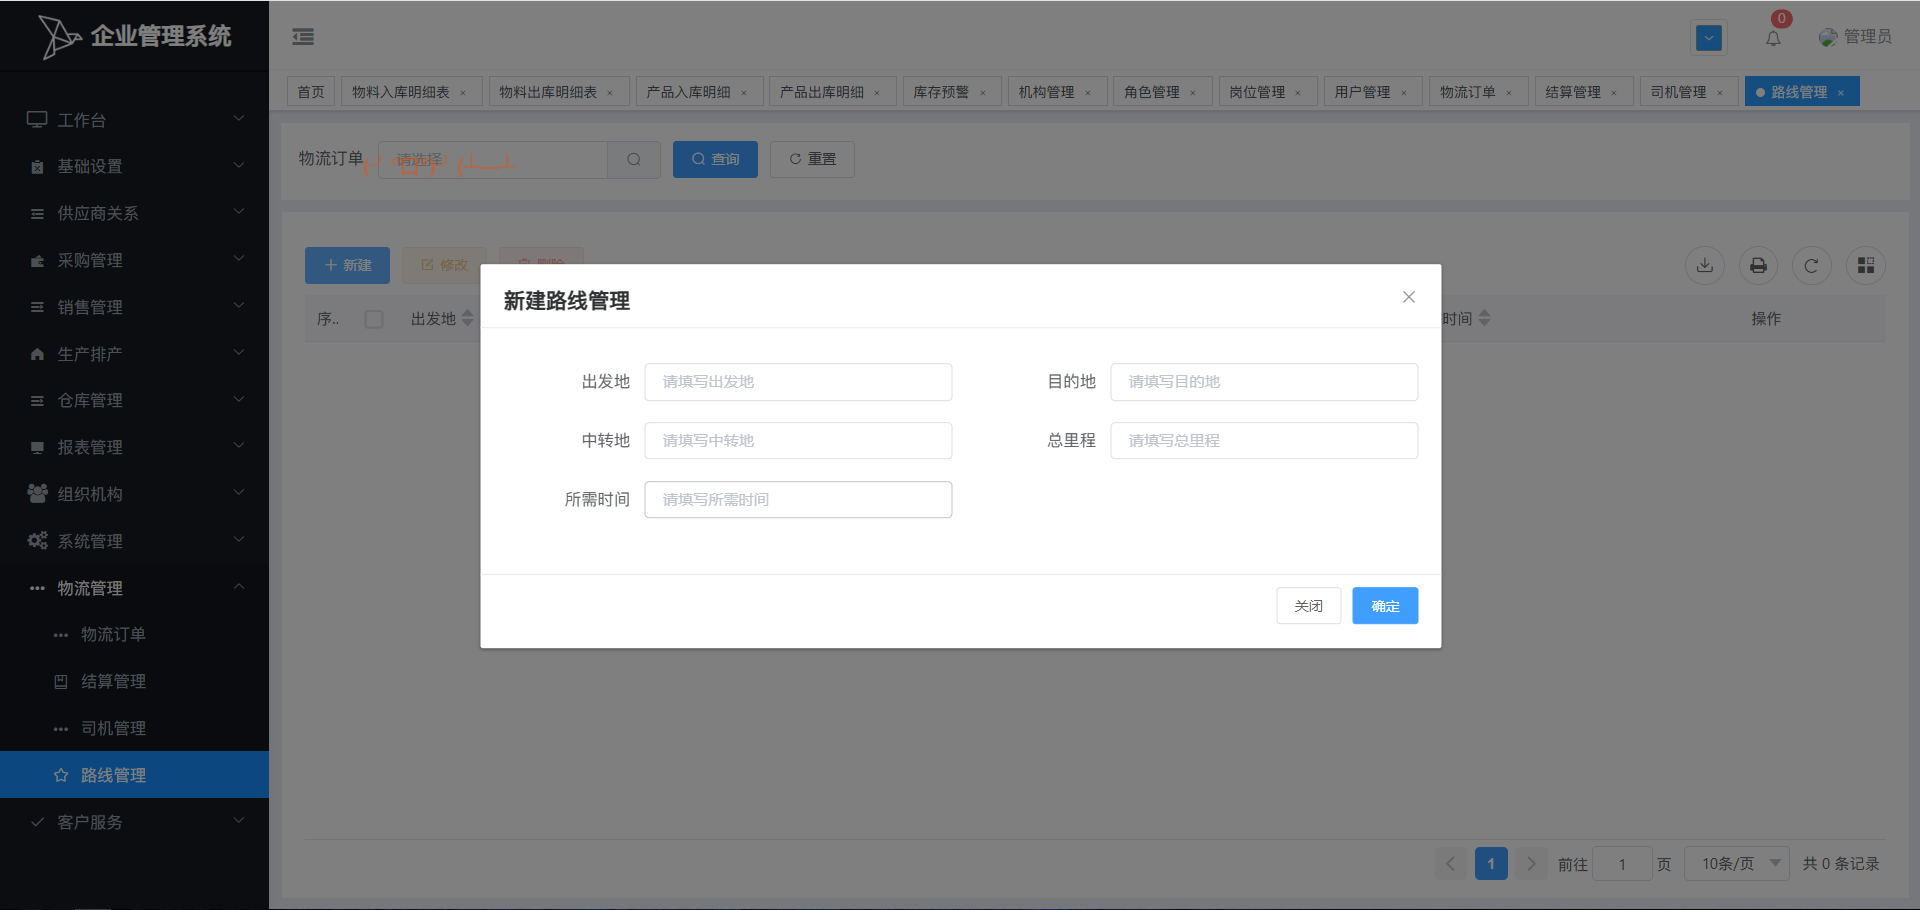 企业管理系统
0
管理员
首页 物料入库明细表 × 物料出库明细表 × 产品入库明细 × 产品出库明细 × 库存预警 × 机构管理 × 角色管理 × 岗位管理 × 用户管理 × 物流订单 × 结算管理 × 司机管理 × 路线管理 ×
工作台
基础设置
供应商关系
采购管理
销售管理
生产排产
仓库管理
报表管理
组织机构
系统管理
物流管理
物流订单
结算管理
司机管理
路线管理
客户服务
物流订单 请选择 查询 重置
新建 修改 删除
序.. 出发地 时间 操作
新建路线管理
出发地 请填写出发地 目的地 请填写目的地
中转地 请填写中转地 总里程 请填写总里程
所需时间 请填写所需时间
关闭 确定
1 前往 1 页 10条/页 共 0 条记录